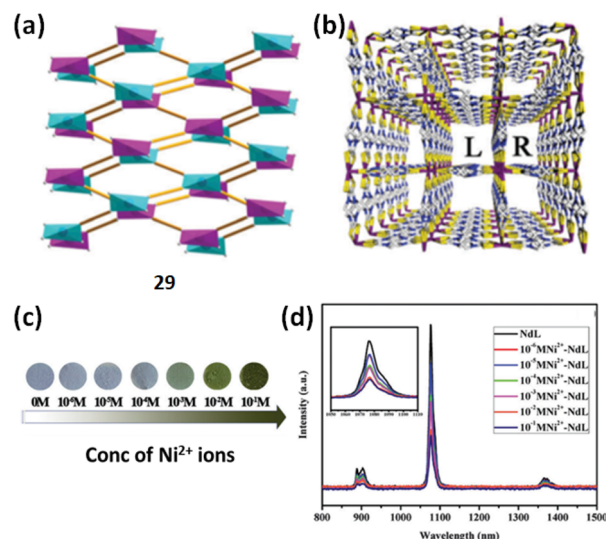 (a)
(b)
L R
29
(c)
0M 10⁻⁶M 10⁻⁵M 10⁻⁴M 10⁻³M 10⁻²M 10⁻¹M
Conc of Ni²⁺ ions
(d)
Intensity (a.u.)
NdL
10⁻⁶MNi²⁺-NdL
10⁻⁵MNi²⁺-NdL
10⁻⁴MNi²⁺-NdL
10⁻³MNi²⁺-NdL
10⁻²MNi²⁺-NdL
10⁻¹MNi²⁺-NdL
800 900 1000 1100 1200 1300 1400 1500
Wavelength (nm)